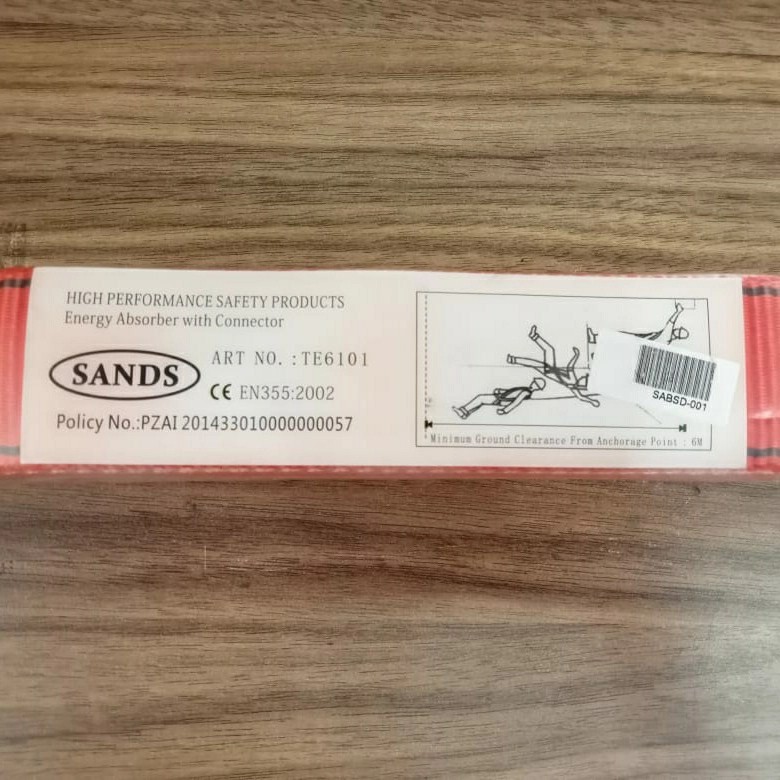 HIGH PERFORMANCE SAFETY PRODUCTS
Energy Absorber with Connector
SANDS
ART NO. : TE6101
CE EN355:2002
Policy No.:PZAI 201433010000000057
SABSD-001
Minimum Ground Clearance From Anchorage Point : 6M